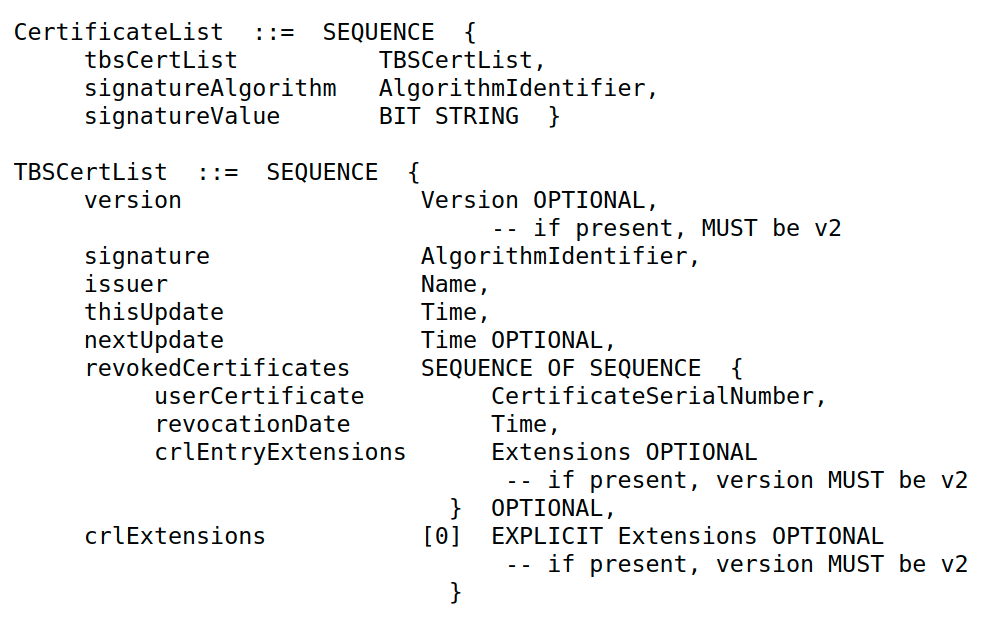 CertificateList  ::=  SEQUENCE  {
     tbsCertList          TBSCertList,
     signatureAlgorithm   AlgorithmIdentifier,
     signatureValue       BIT STRING  }

TBSCertList  ::=  SEQUENCE  {
     version                 Version OPTIONAL,
                                  -- if present, MUST be v2
     signature               AlgorithmIdentifier,
     issuer                  Name,
     thisUpdate              Time,
     nextUpdate              Time OPTIONAL,
     revokedCertificates     SEQUENCE OF SEQUENCE  {
          userCertificate         CertificateSerialNumber,
          revocationDate          Time,
          crlEntryExtensions      Extensions OPTIONAL
                                   -- if present, version MUST be v2
                               }  OPTIONAL,
     crlExtensions           [0]  EXPLICIT Extensions OPTIONAL
                                   -- if present, version MUST be v2
                               }